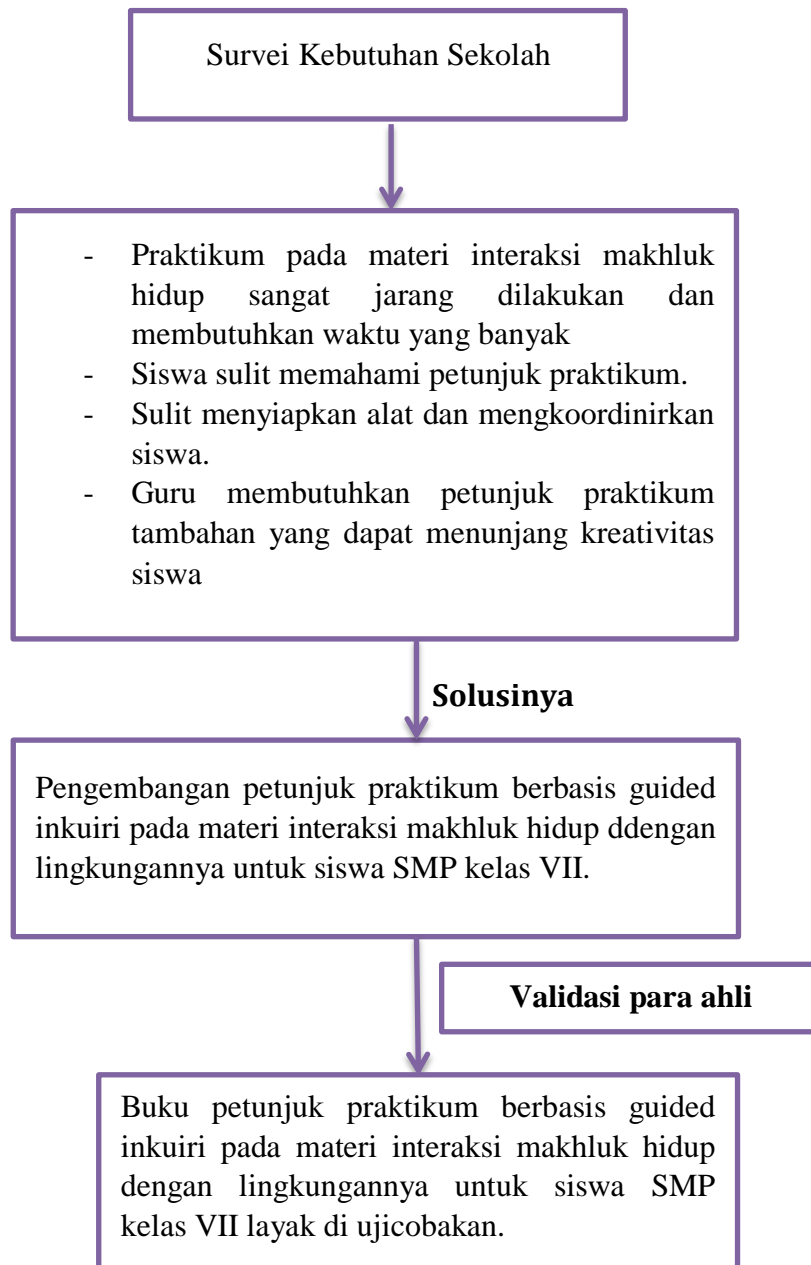 Survei Kebutuhan Sekolah
- Praktikum pada materi interaksi makhluk
hidup sangat jarang dilakukan dan
membutuhkan waktu yang banyak
- Siswa sulit memahami petunjuk praktikum.
- Sulit menyiapkan alat dan mengkoordinirkan
siswa.
- Guru membutuhkan petunjuk praktikum
tambahan yang dapat menunjang kreativitas
siswa
Solusinya
Pengembangan petunjuk praktikum berbasis guided
inkuiri pada materi interaksi makhluk hidup ddengan
lingkungannya untuk siswa SMP kelas VII.
Validasi para ahli
Buku petunjuk praktikum berbasis guided
inkuiri pada materi interaksi makhluk hidup
dengan lingkungannya untuk siswa SMP
kelas VII layak di ujicobakan.